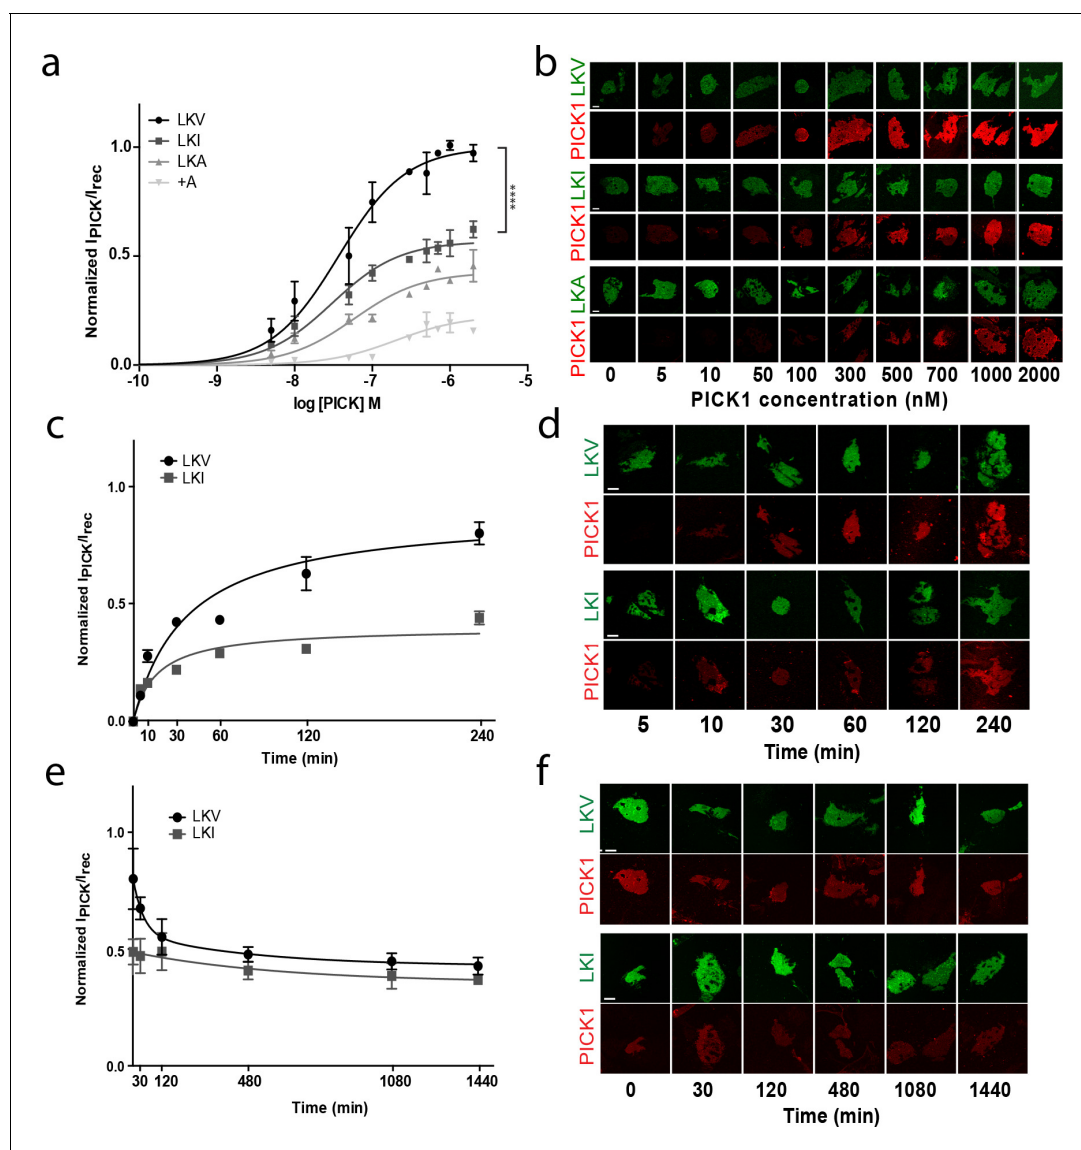 a
Normalized IPICK/Irec
1.0
0.5
0.0
LKV
LKI
LKA
+A
****
-10 -9 -8 -7 -6 -5
log [PICK] M
b
LKV
PICK1
LKI
PICK1
LKA
PICK1
0 5 10 50 100 300 500 700 1000 2000
PICK1 concentration (nM)
c
Normalized IPICK/Irec
1.0
0.5
0.0
LKV
LKI
10 30 60 120 240
Time (min)
d
LKV
PICK1
LKI
PICK1
5 10 30 60 120 240
Time (min)
e
Normalized IPICK/Irec
1.0
0.5
0.0
LKV
LKI
30 120 480 1080 1440
Time (min)
f
LKV
PICK1
LKI
PICK1
0 30 120 480 1080 1440
Time (min)